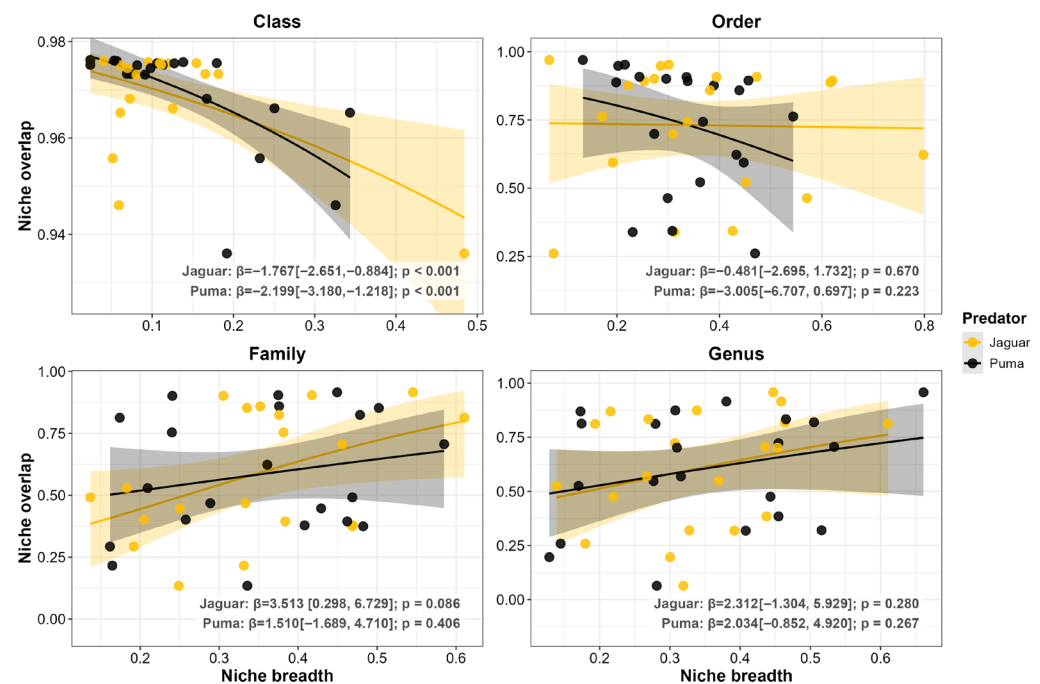 Class
Order
Niche overlap
0.98
0.96
0.94
0.1
0.2
0.3
0.4
0.5
Jaguar: β=−1.767[−2.651,−0.884]; p < 0.001
Puma: β=−2.199[−3.180,−1.218]; p < 0.001
1.00
0.75
0.50
0.25
0.2
0.4
0.6
0.8
Jaguar: β=−0.481[−2.695, 1.732]; p = 0.670
Puma: β=−3.005[−6.707, 0.697]; p = 0.223
Predator
Jaguar
Puma
Family
Genus
Niche overlap
1.00
0.75
0.50
0.25
0.00
0.2
0.3
0.4
0.5
0.6
Jaguar: β=3.513 [0.298, 6.729]; p = 0.086
Puma: β=1.510[−1.689, 4.710]; p = 0.406
Niche breadth
1.00
0.75
0.50
0.25
0.00
0.2
0.3
0.4
0.5
0.6
Jaguar: β=2.312[−1.304, 5.929]; p = 0.280
Puma: β=2.034[−0.852, 4.920]; p = 0.267
Niche breadth